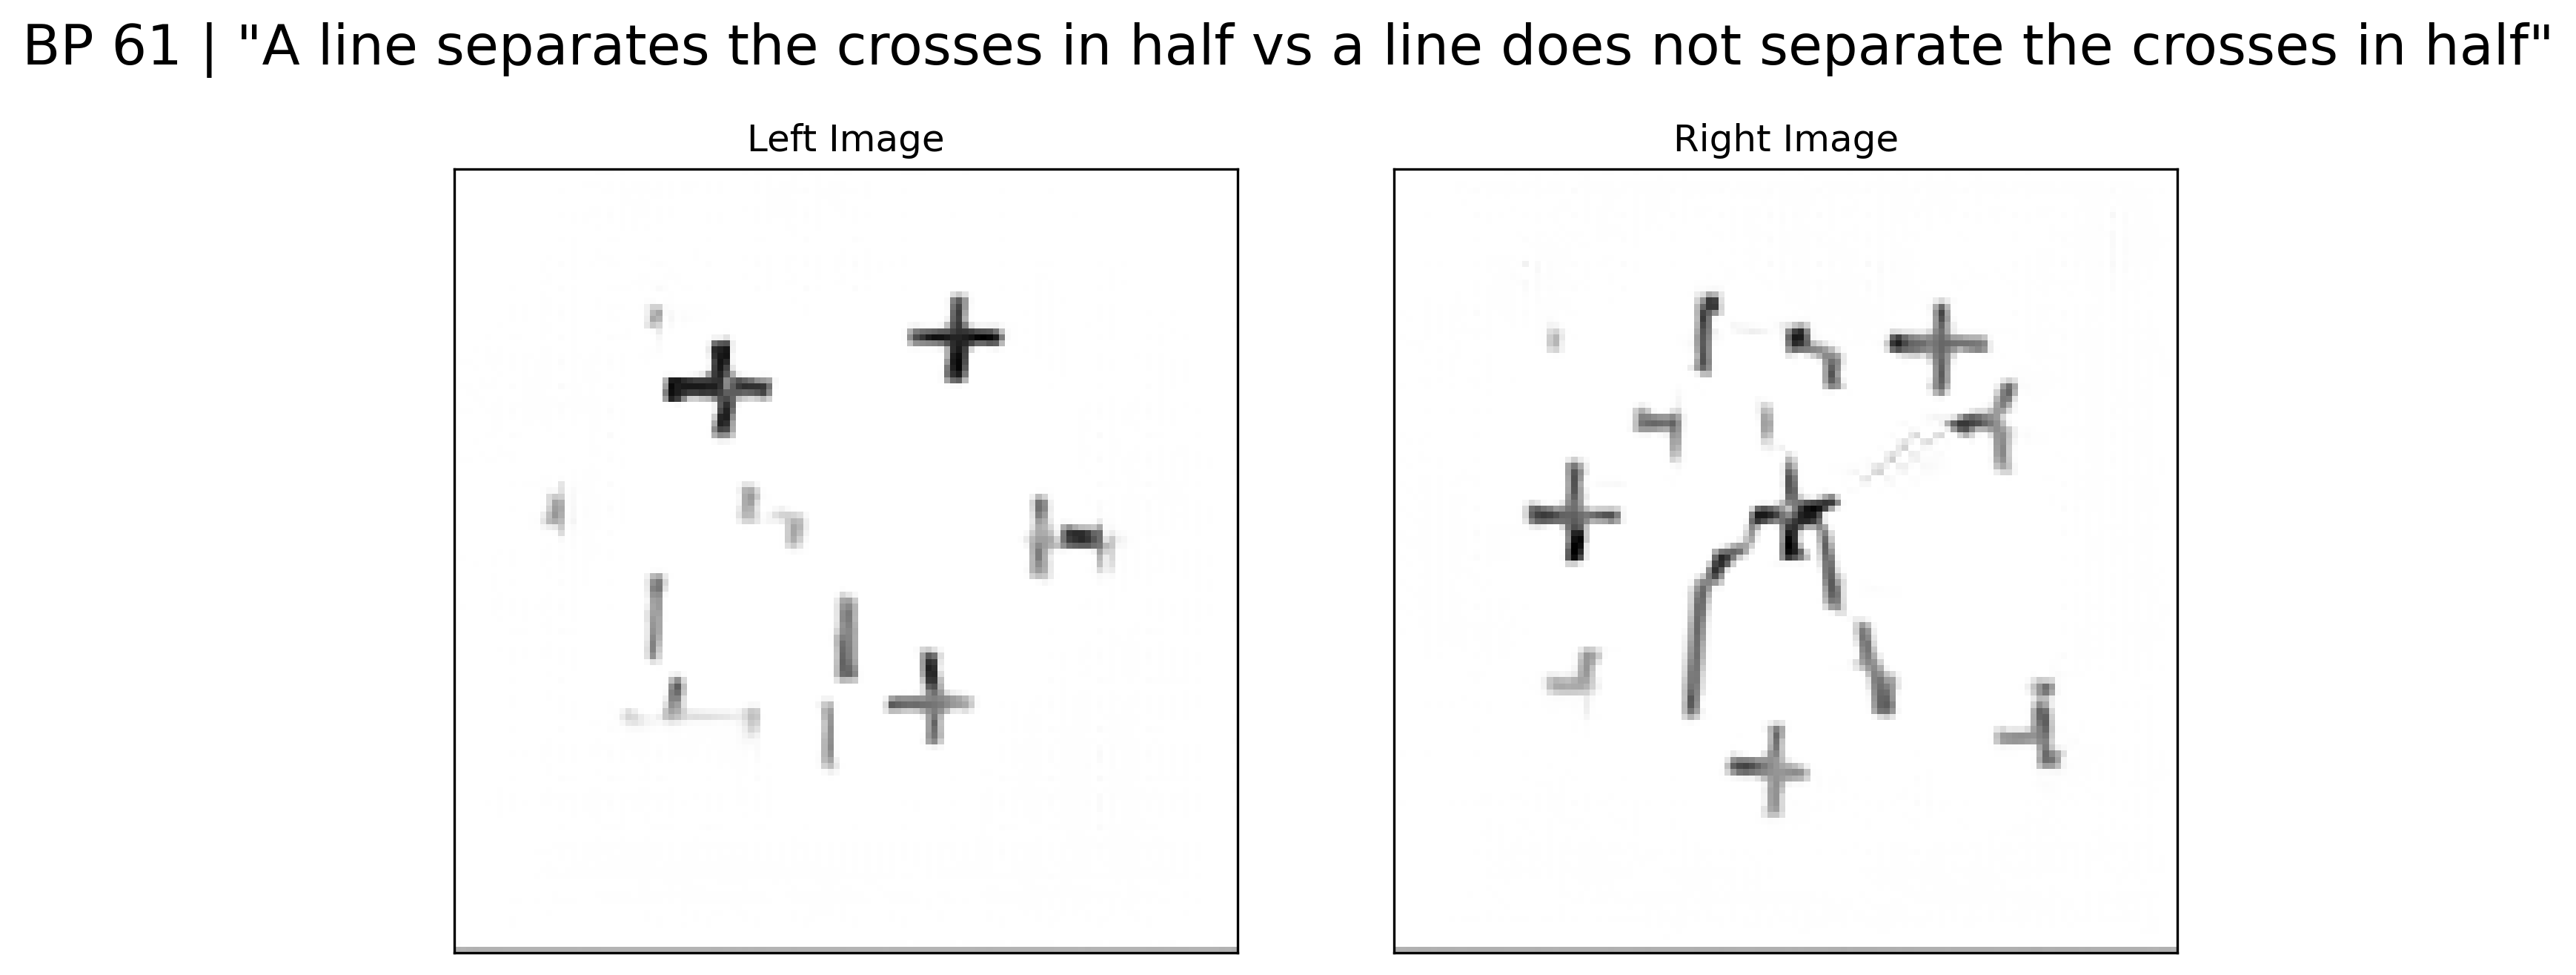 BP 61 | "A line separates the crosses in half vs a line does not separate the crosses in half"
Left Image
Right Image